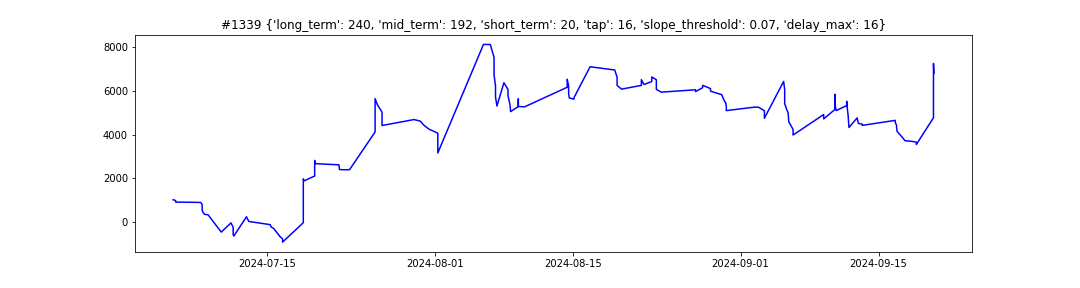 #1339 {'long_term': 240, 'mid_term': 192, 'short_term': 20, 'tap': 16, 'slope_threshold': 0.07, 'delay_max': 16}
8000
6000
4000
2000
0
2024-07-15 2024-08-01 2024-08-15 2024-09-01 2024-09-15